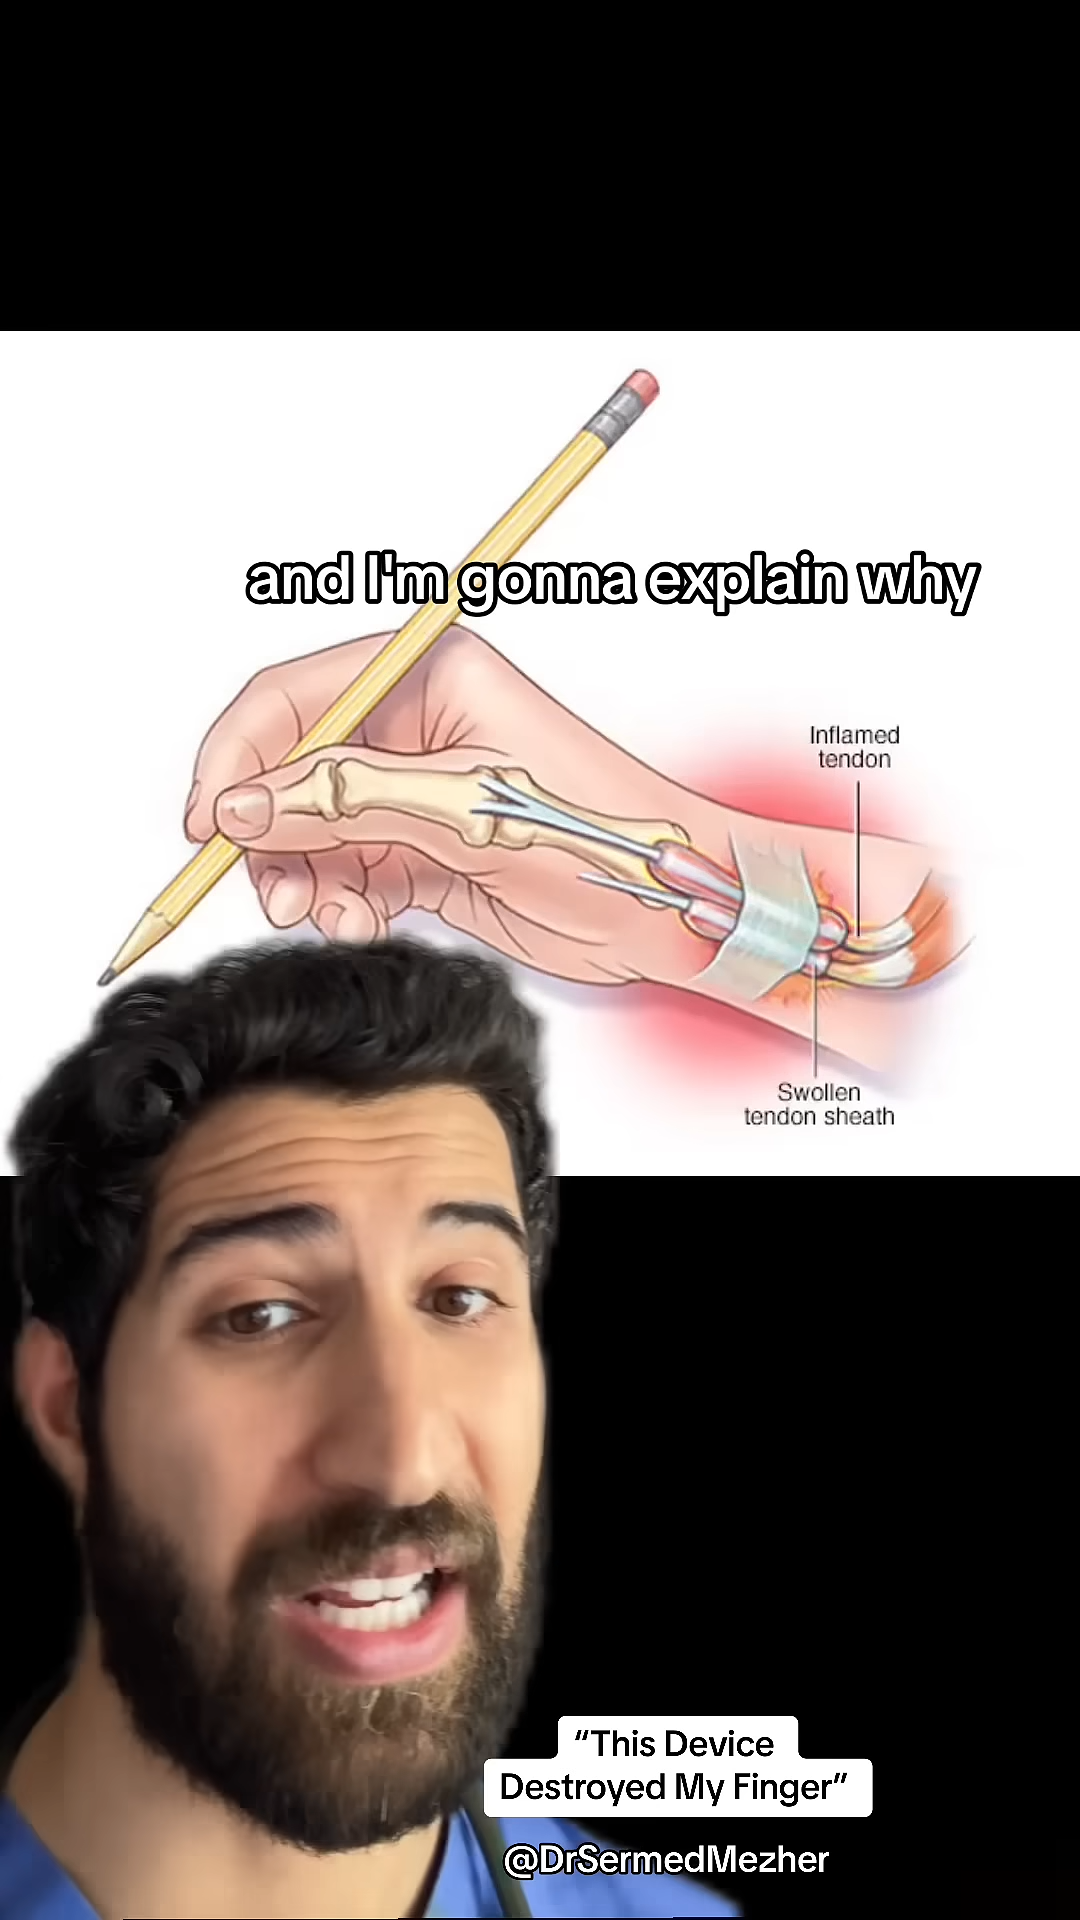 and I'm gonna explain why
Inflamed
tendon
Swollen
tendon sheath
“This Device
Destroyed My Finger”
@DrSermedMezher